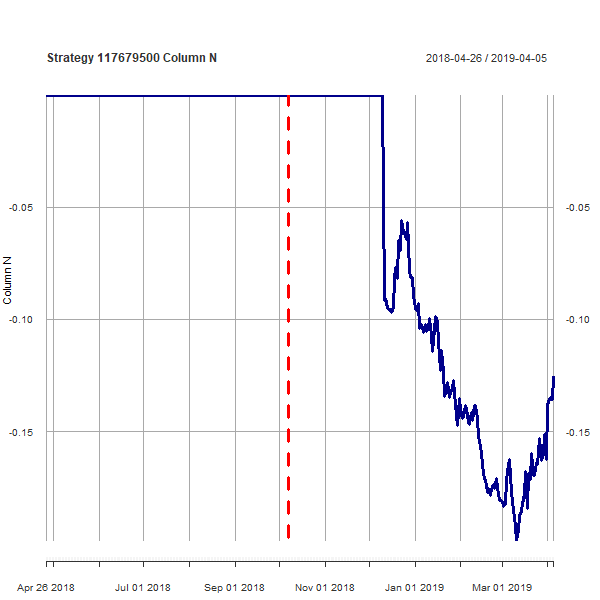 Strategy 117679500 Column N
2018-04-26 / 2019-04-05
Column N
-0.05
-0.05
-0.10
-0.10
-0.15
-0.15
Apr 26 2018
Jul 01 2018
Sep 01 2018
Nov 01 2018
Jan 01 2019
Mar 01 2019